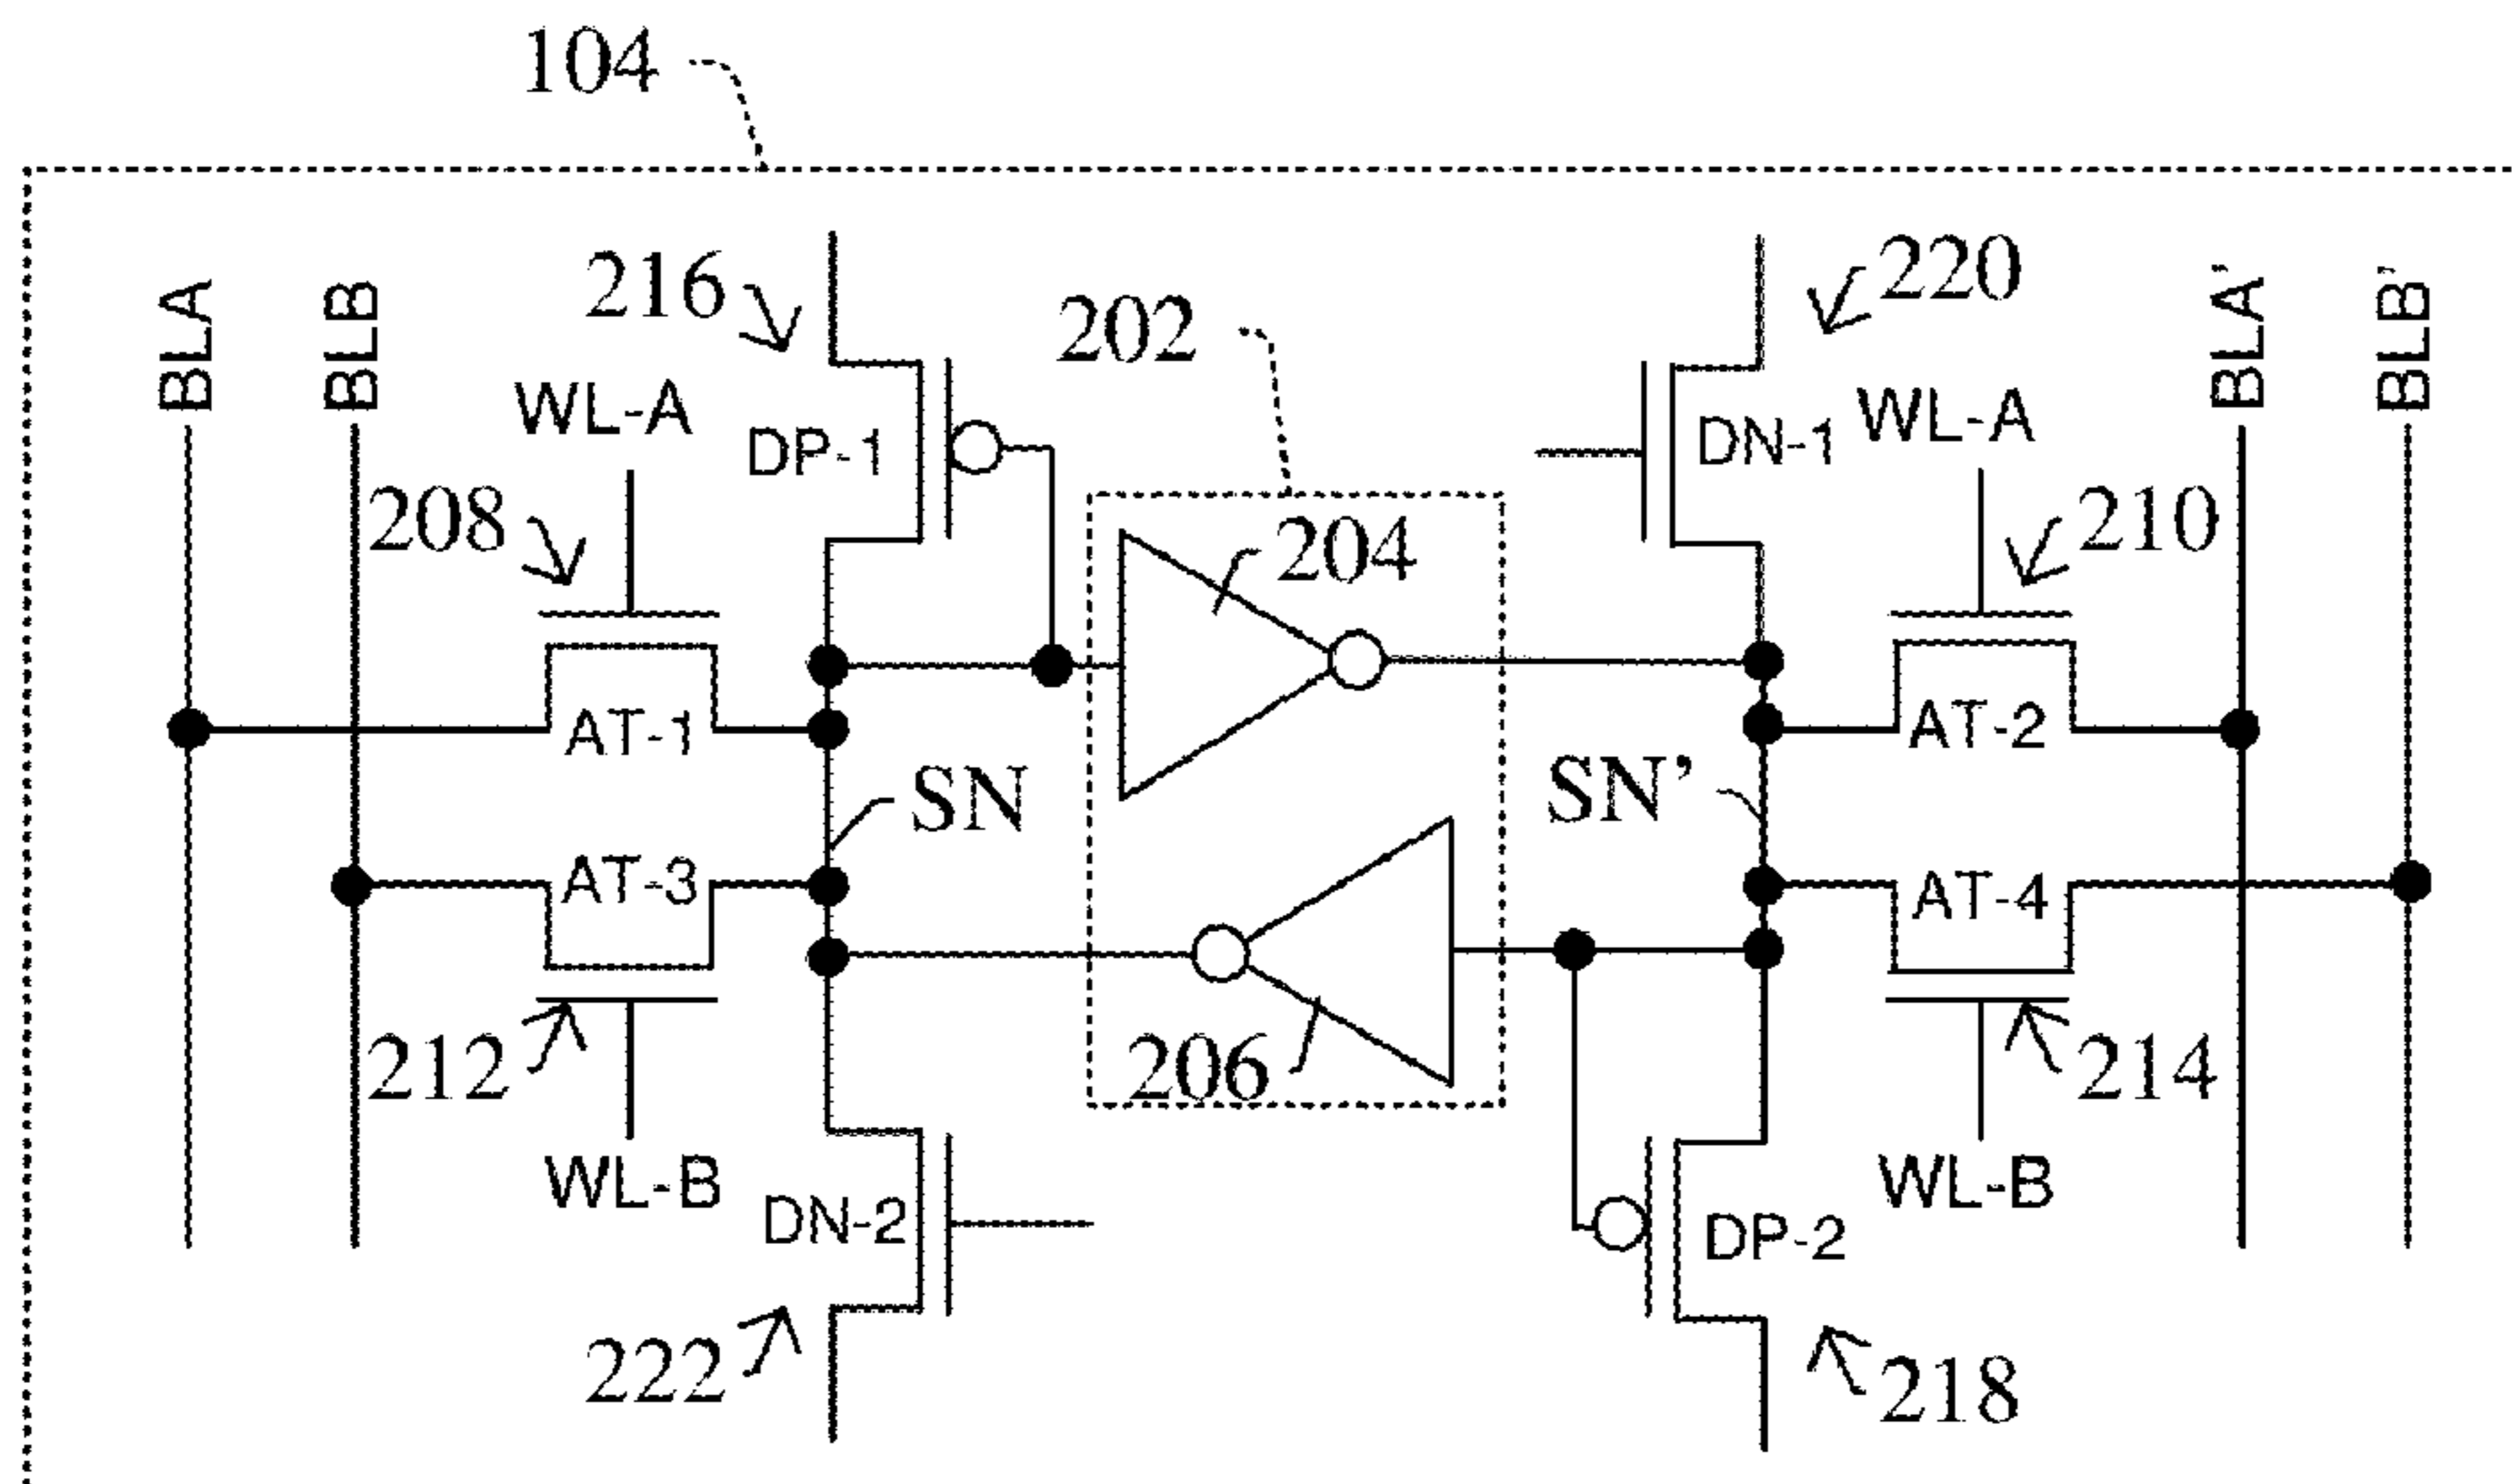 104
BLA
BLB
216
WL-A
DP-1
202
220
DN-1
WL-A
BLA'
BLB'
208
204
210
AT-1
SN
SN'
AT-2
AT-3
AT-4
212
206
214
WL-B
DN-2
WL-B
DP-2
222
218